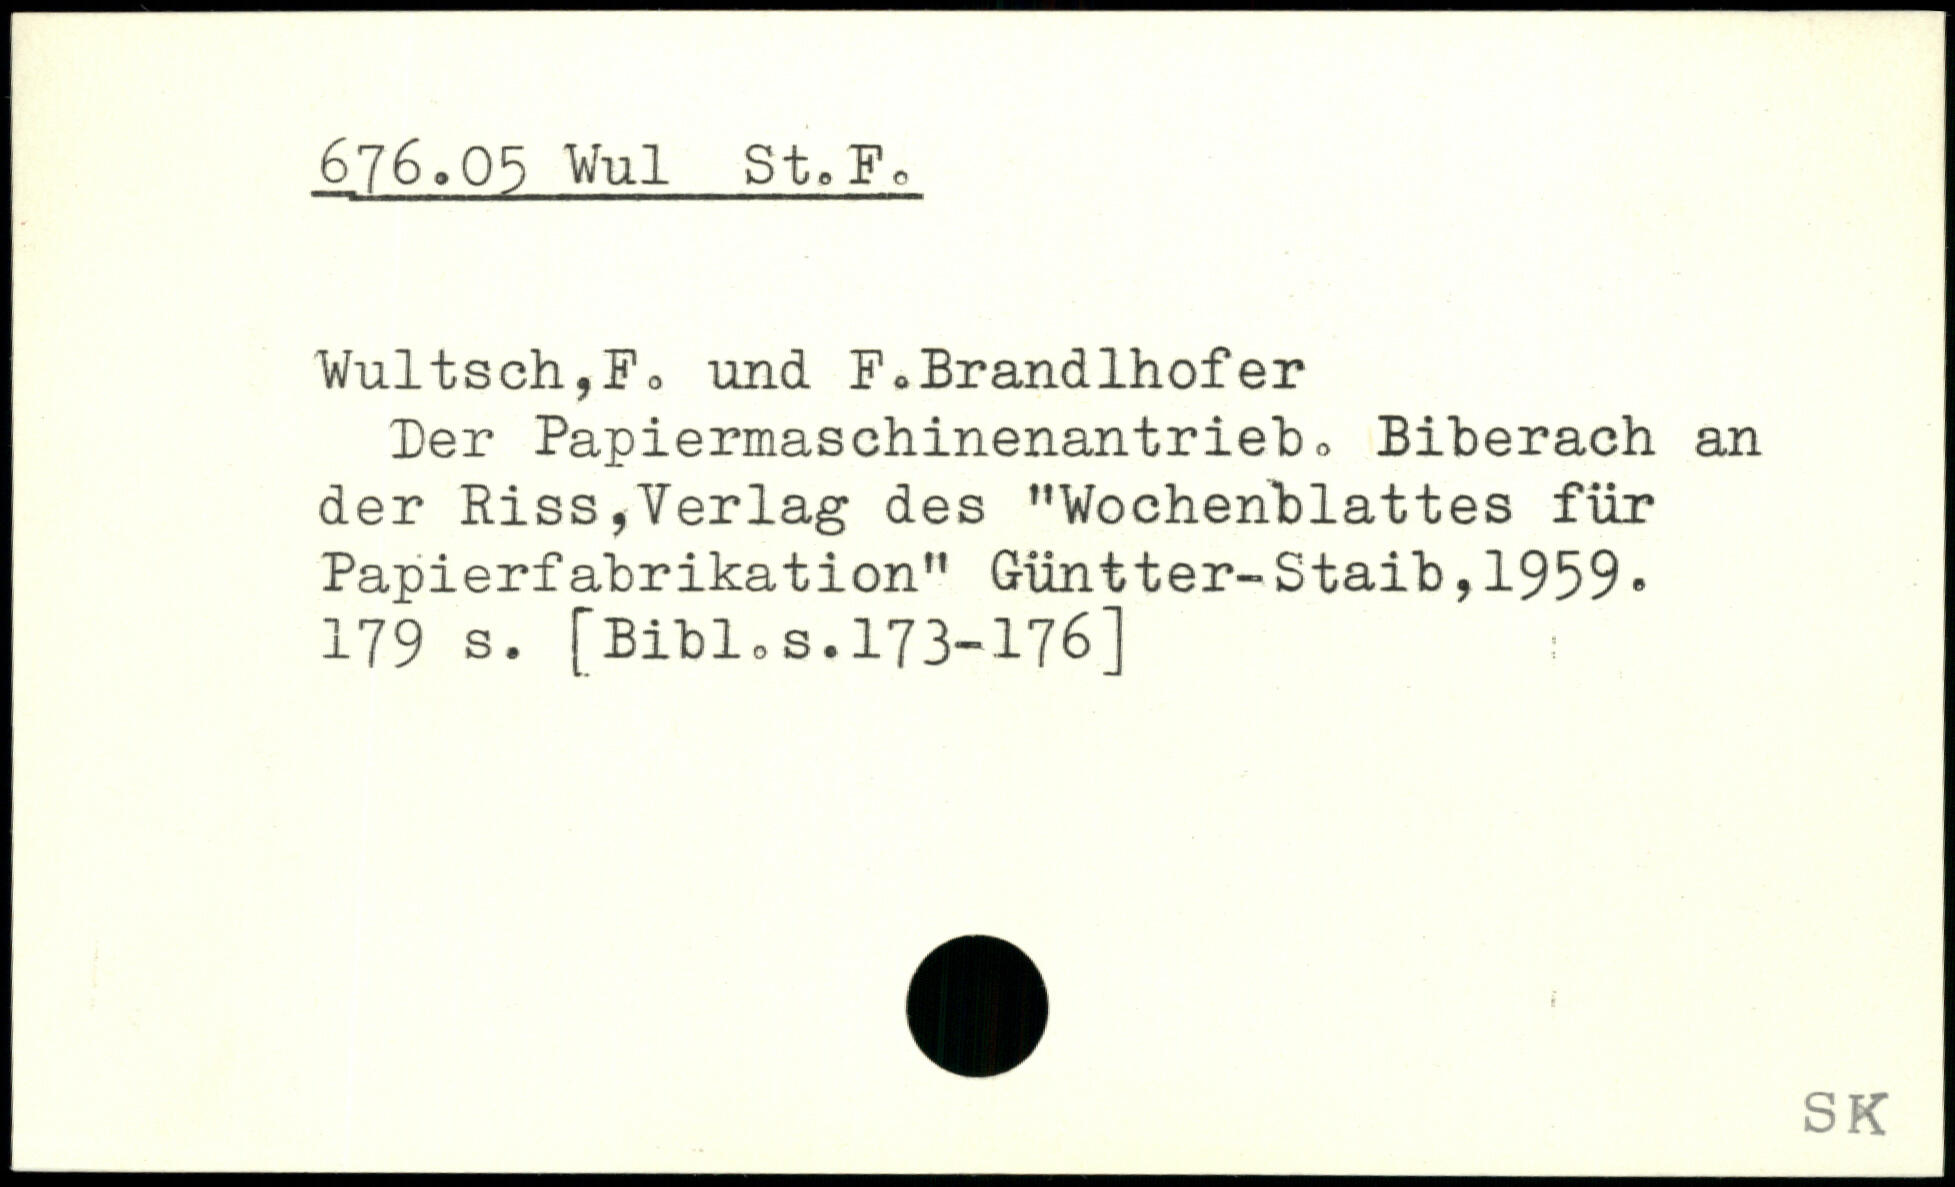 676.05 Wul  St.F.
Wultsch,F. und F.Brandlhofer
Der Papiermaschinenantrieb. Biberach an
der Riss,Verlag des "Wochenblattes für
Papierfabrikation" Güntter-Staib,1959.
179 s. [Bibl.s.173-176]
SK